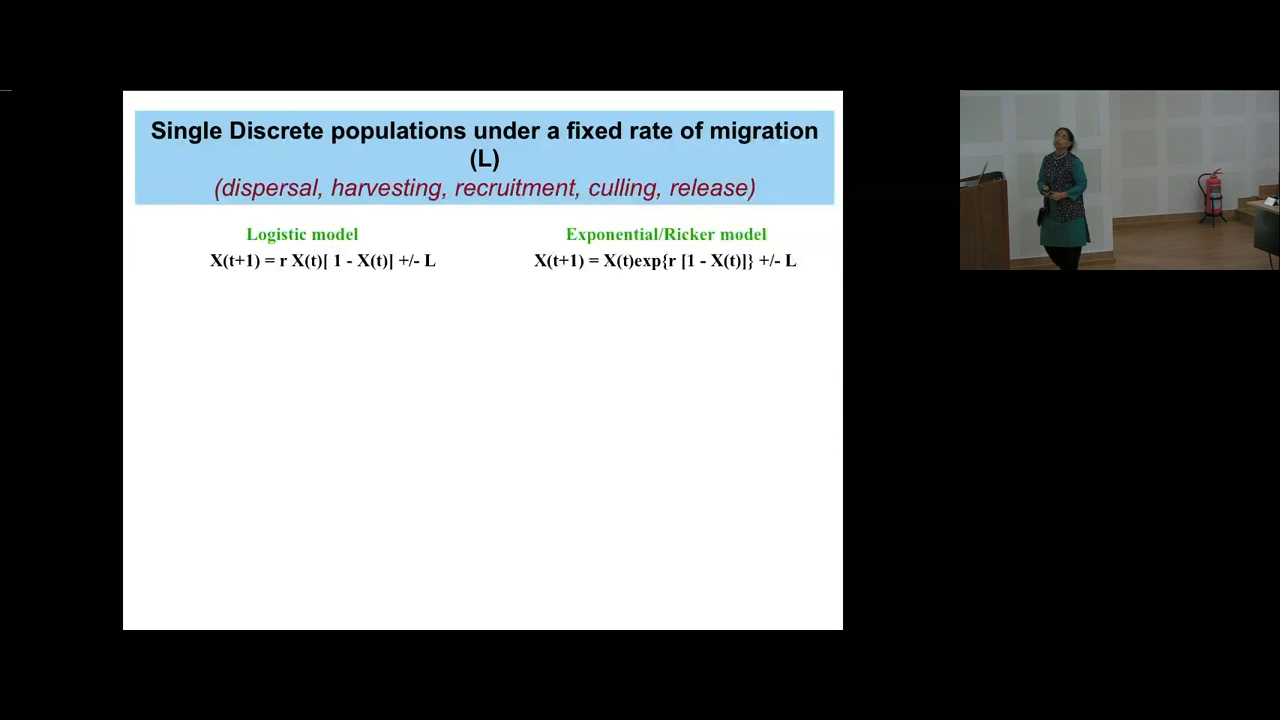 Single Discrete populations under a fixed rate of migration
(L)
(dispersal, harvesting, recruitment, culling, release)
Logistic model
Exponential/Ricker model
X(t+1) = r X(t)[ 1 - X(t)] +/- L
X(t+1) = X(t)exp{r [1 - X(t)]} +/- L